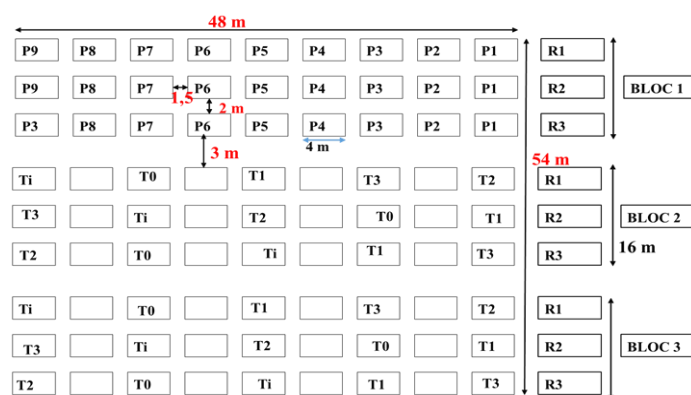 48 m
P9 P8 P7 P6 P5 P4 P3 P2 P1 R1
P9 P8 P7 P6 P5 P4 P3 P2 P1 R2 BLOC 1
1,5 2 m
P3 P8 P7 P6 P5 P4 P3 P2 P1 R3
3 m 4 m 54 m
Ti T0 T1 T3 T2 R1
T3 Ti T2 T0 T1 R2 BLOC 2
T2 T0 Ti T1 T3 R3 16 m
Ti T0 T1 T3 T2 R1
T3 Ti T2 T0 T1 R2 BLOC 3
T2 T0 Ti T1 T3 R3